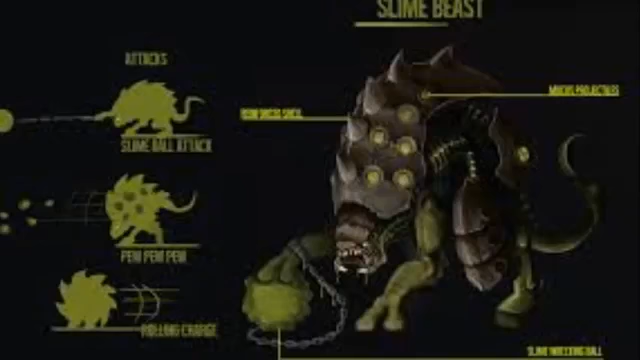 SLIME BEAST
ATTACKS
MUCUS PROJECTILES
SLIME BALL ATTACK
PEW PEW PEW
ROLLING CHARGE
SLIME WRECKING BALL